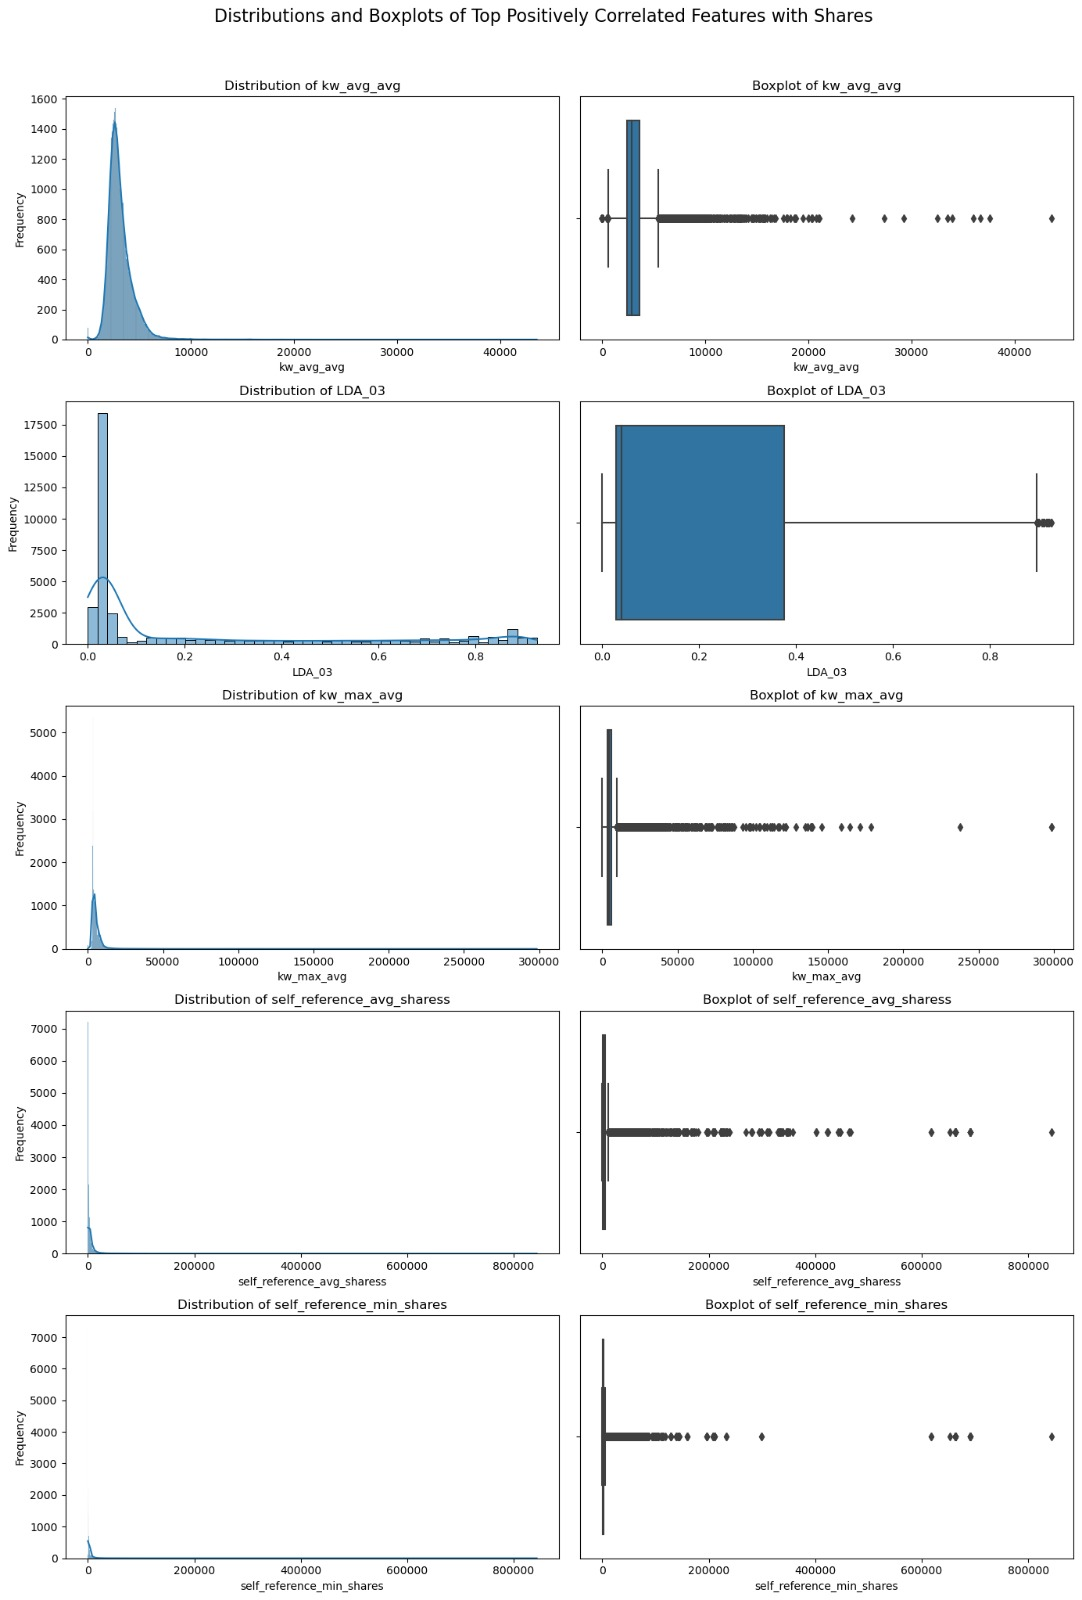 Distributions and Boxplots of Top Positively Correlated Features with Shares
Distribution of kw_avg_avg
Frequency
1600
1400
1200
1000
800
600
400
200
0
0 10000 20000 30000 40000
kw_avg_avg
Boxplot of kw_avg_avg
0 10000 20000 30000 40000
kw_avg_avg
Distribution of LDA_03
Frequency
17500
15000
12500
10000
7500
5000
2500
0
0.0 0.2 0.4 0.6 0.8
LDA_03
Boxplot of LDA_03
0.0 0.2 0.4 0.6 0.8
LDA_03
Distribution of kw_max_avg
Frequency
5000
4000
3000
2000
1000
0
0 50000 100000 150000 200000 250000 300000
kw_max_avg
Boxplot of kw_max_avg
0 50000 100000 150000 200000 250000 300000
kw_max_avg
Distribution of self_reference_avg_sharess
Frequency
7000
6000
5000
4000
3000
2000
1000
0
0 200000 400000 600000 800000
self_reference_avg_sharess
Boxplot of self_reference_avg_sharess
0 200000 400000 600000 800000
self_reference_avg_sharess
Distribution of self_reference_min_shares
Frequency
7000
6000
5000
4000
3000
2000
1000
0
0 200000 400000 600000 800000
self_reference_min_shares
Boxplot of self_reference_min_shares
0 200000 400000 600000 800000
self_reference_min_shares